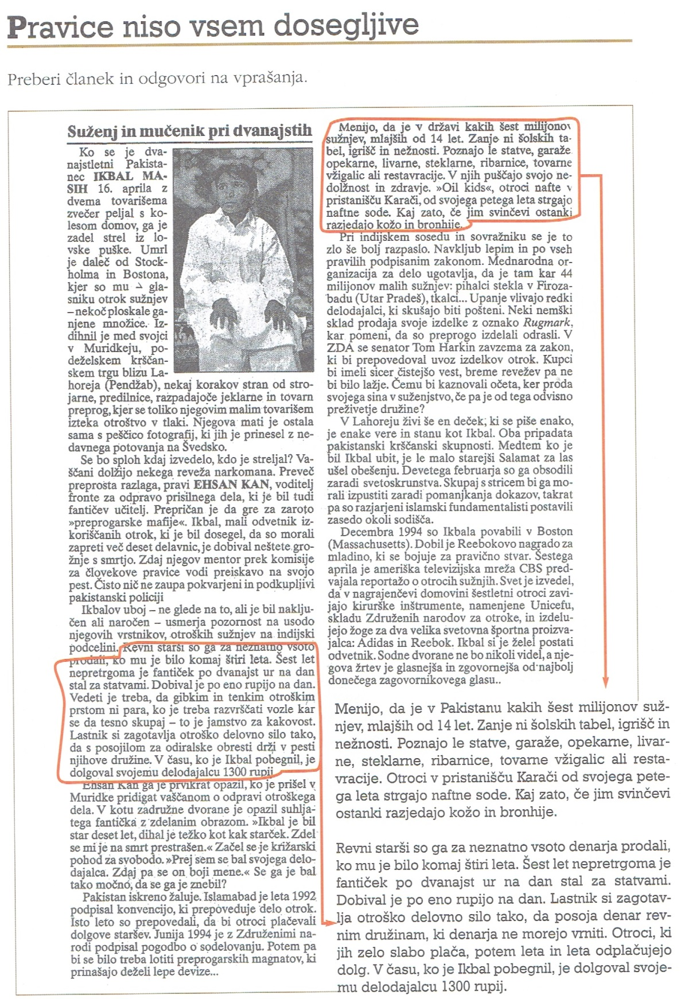 Pravice niso vsem dosegljive
Preberi članek in odgovori na vprašanja.
Suženj in mučenik pri dvanajstih
Ko se je dva-
najstletni Pakista-
nec IKBAL MA-
SIH 16. aprila z
dvema tovarišema
zvečer peljal s ko-
lesom domov, ga je
zadel strel iz lo-
vske puške. Umrl
je daleč od Stock-
holma in Bostona,
kjer so mu – gla-
sniku otrok sužnjev
– nekoč ploskale ga-
njene množice. Iz-
dihnil je med svojci
v Muridkeju, po-
deželskem krščan-
skem trgu blizu La-
horeja (Pendžab), nekaj korakov stran od stro-
jarne, predilnice, razpadajoče jeklarne in tovarn
preprog, kjer se toliko njegovim malim tovarišem
izteka otroštvo v tlaki. Njegova mati je ostala
sama s peščico fotografij, ki jih je prinesel z ne-
davnega potovanja na Švedsko.
Se bo sploh kdaj izvedelo, kdo je streljal? Va-
ščani dolžijo nekega reveža narkomana. Preveč
preprosta razlaga, pravi EHSAN KAN, voditelj
fronte za odpravo prisilnega dela, ki je bil tudi
fantičev učitelj. Prepričan je da gre za zaroto
»preprogarske mafije«. Ikbal, mali odvetnik iz-
koriščanih otrok, ki je bil dosegel, da so morali
zapreti več deset delavnic, je dobival neštete gro-
žnje s smrtjo. Zdaj njegov mentor prek komisije
za človekove pravice vodi preiskavo na svojo
pest. Čisto nič ne zaupa pokvarjeni in podkupljivi
pakistanski policiji
Ikbalov uboj – ne glede na to, ali je bil naklju-
čen ali naročen – usmerja pozornost na usodo
njegovih vrstnikov, otroških sužnjev na indijski
podcelini. Revni starši so ga za neznatno vsoto
prodali, ko mu je bilo komaj štiri leta. Šest let
nepretrgoma je fantiček po dvanajst ur na dan
stal za statvami. Dobival je po eno rupijo na dan.
Vedeti je treba, da gibkim in tenkim otroškim
prstom ni para, ko je treba razvrščati vozle kar
se da tesno skupaj – to je jamstvo za kakovost.
Lastnik si zagotavlja otroško delovno silo tako,
da s posojilom za odiralske obresti drži v pesti
njihove družine. V času, ko je Ikbal pobegnil, je
dolgoval svojemu delodajalcu 1300 rupij
Ehsan Kan ga je prvikrat opazil, ko je prišel v
Muridke pridigat vaščanom o odpravi otroškega
dela. V kotu zadružne dvorane je opazil suhlja-
tega fantička z zdelanim obrazom. »Ikbal je bil
star deset let, dihal je težko kot kak starček. Zdel
se mi je na smrt prestrašen.« Začel se je križarski
pohod za svobodo. »Prej sem se bal svojega delo-
dajalca. Zdaj pa se on boji mene.« Se ga je bal
tako močno, da se ga je znebil?
Pakistan iskreno žaluje. Islamabad je leta 1992
podpisal konvencijo, ki prepoveduje delo otrok.
Isto leto so prepovedali, da bi otroci plačevali
dolgove staršev. Junija 1994 je z Združenimi na-
rodi podpisal pogodbo o sodelovanju. Potem pa
bi se bilo treba lotiti preprogarskih magnatov, ki
prinašajo deželi lepe devize...
Menijo, da je v državi kakih šest milijonov
sužnjev, mlajših od 14 let. Zanje ni šolskih ta-
bel, igrišč in nežnosti. Poznajo le statve, garaže
opekarne, livarne, steklarne, ribarnice, tovarne
vžigalic ali restavracije. V njih puščajo svojo ne-
dolžnost in zdravje. »Oil kids«, otroci nafte v
pristanišču Karači, od svojega petega leta strgajo
naftne sode. Kaj zato, če jim svinčevi ostanki
razjedajo kožo in bronhije.
Pri indijskem sosedu in sovražniku se je to
zlo še bolj razpaslo. Navkljub lepim in po vseh
pravilih podpisanim zakonom. Mednarodna or-
ganizacija za delo ugotavlja, da je tam kar 44
milijonov malih sužnjev: pihalci stekla v Firoza-
badu (Utar Pradeš), tkalci... Upanje vlivajo redki
delodajalci, ki skušajo biti pošteni. Neki nemški
sklad prodaja svoje izdelke z oznako Rugmark,
kar pomeni, da so preprogo izdelali odrasli. V
ZDA se senator Tom Harkin zavzema za zakon,
ki bi prepovedoval uvoz izdelkov otrok. Kupci
bi imeli sicer čistejšo vest, breme revežev pa ne
bi bilo lažje. Čemu bi kaznovali očeta, ker proda
svojega sina v suženjstvo, če pa je od tega odvisno
preživetje družine?
V Lahoreju živi še en deček, ki se piše enako,
je enake vere in stanu kot Ikbal. Oba pripadata
pakistanski krščanski skupnosti. Medtem ko je
bil Ikbal ubit, je le malo starejši Salamat za las
ušel obešenju. Devetega februarja so ga obsodili
zaradi svetoskrunstva. Skupaj s stricem bi ga mo-
rali izpustiti zaradi pomanjkanja dokazov, takrat
pa so razjarjeni islamski fundamentalisti postavili
zasedo okoli sodišča.
Decembra 1994 so Ikbala povabili v Boston
(Massachusetts). Dobil je Reebokovo nagrado za
mladino, ki se bojuje za pravično stvar. Šestega
aprila je ameriška televizijska mreža CBS pred-
vajala reportažo o otrocih sužnjih. Svet je izvedel,
da v nagrajenčevi domovini šestletni otroci zavi-
jajo kirurške inštrumente, namenjene Unicefu,
skladu Združenih narodov za otroke, in izdelu-
jejo žoge za dva velika svetovna športna proizva-
jalca: Adidas in Reebok. Ikbal si je želel postati
odvetnik. Sodne dvorane ne bo nikoli videl, a nje-
gova žrtev je glasnejša in zgovornejša od najbolj
donečega zagovornikovega glasu..
Menijo, da je v Pakistanu kakih šest milijonov suž-
njev, mlajših od 14 let. Zanje ni šolskih tabel, igrišč in
nežnosti. Poznajo le statve, garaže, opekarne, livar-
ne, steklarne, ribarnice, tovarne vžigalic ali resta-
vracije. Otroci v pristanišču Karači od svojega pete-
ga leta strgajo naftne sode. Kaj zato, če jim svinčevi
ostanki razjedajo kožo in bronhije.
Revni starši so ga za neznatno vsoto denarja prodali,
ko mu je bilo komaj štiri leta. Šest let nepretrgoma je
fantiček po dvanajst ur na dan stal za statvami.
Dobival je po eno rupijo na dan. Lastnik si zagotav-
lja otroško delovno silo tako, da posoja denar rev-
nim družinam, ki denarja ne morejo vrniti. Otroci, ki
jih zelo slabo plača, potem leta in leta odplačujejo
dolg. V času, ko je Ikbal pobegnil, je dolgoval svoje-
mu delodajalcu 1300 rupij.